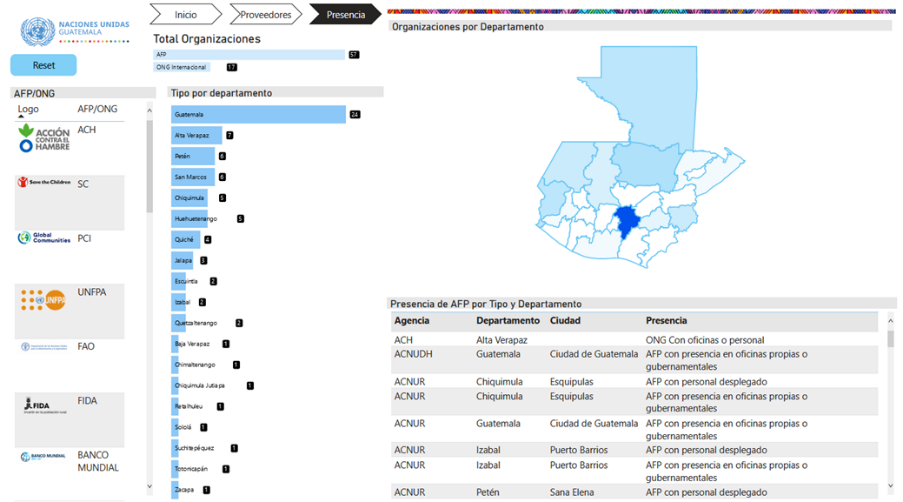 NACIONES UNIDAS
GUATEMALA
Inicio
Proveedores
Presencia
Reset
Total Organizaciones
AFP 57
ONG Internacional 17
AFP/ONG
Logo AFP/ONG
ACCIÓN CONTRA EL HAMBRE ACH
Save the Children SC
Global Communities PCI
UNFPA UNFPA
FAO
FIDA FIDA
BANCO MUNDIAL BANCO MUNDIAL
Tipo por departamento
Guatemala 24
Alta Verapaz 7
Petén 6
San Marcos 6
Chiquimula 5
Huehuetenango 5
Quiché 4
Jalapa 3
Escuintla 2
Izabal 2
Quetzaltenango 2
Baja Verapaz 1
Chimaltenango 1
Chiquimula Jutiapa 1
Retalhuleu 1
Sololá 1
Suchitepéquez 1
Totonicapán 1
Zacapa 1
Organizaciones por Departamento
Presencia de AFP por Tipo y Departamento
Agencia Departamento Ciudad Presencia
ACH Alta Verapaz ONG Con oficinas o personal
ACNUDH Guatemala Ciudad de Guatemala AFP con presencia en oficinas propias o
gubernamentales
ACNUR Chiquimula Esquipulas AFP con personal desplegado
ACNUR Chiquimula Esquipulas AFP con presencia en oficinas propias o
gubernamentales
ACNUR Guatemala Ciudad de Guatemala AFP con presencia en oficinas propias o
gubernamentales
ACNUR Izabal Puerto Barrios AFP con personal desplegado
ACNUR Izabal Puerto Barrios AFP con presencia en oficinas propias o
gubernamentales
ACNUR Petén Sana Elena AFP con personal desplegado